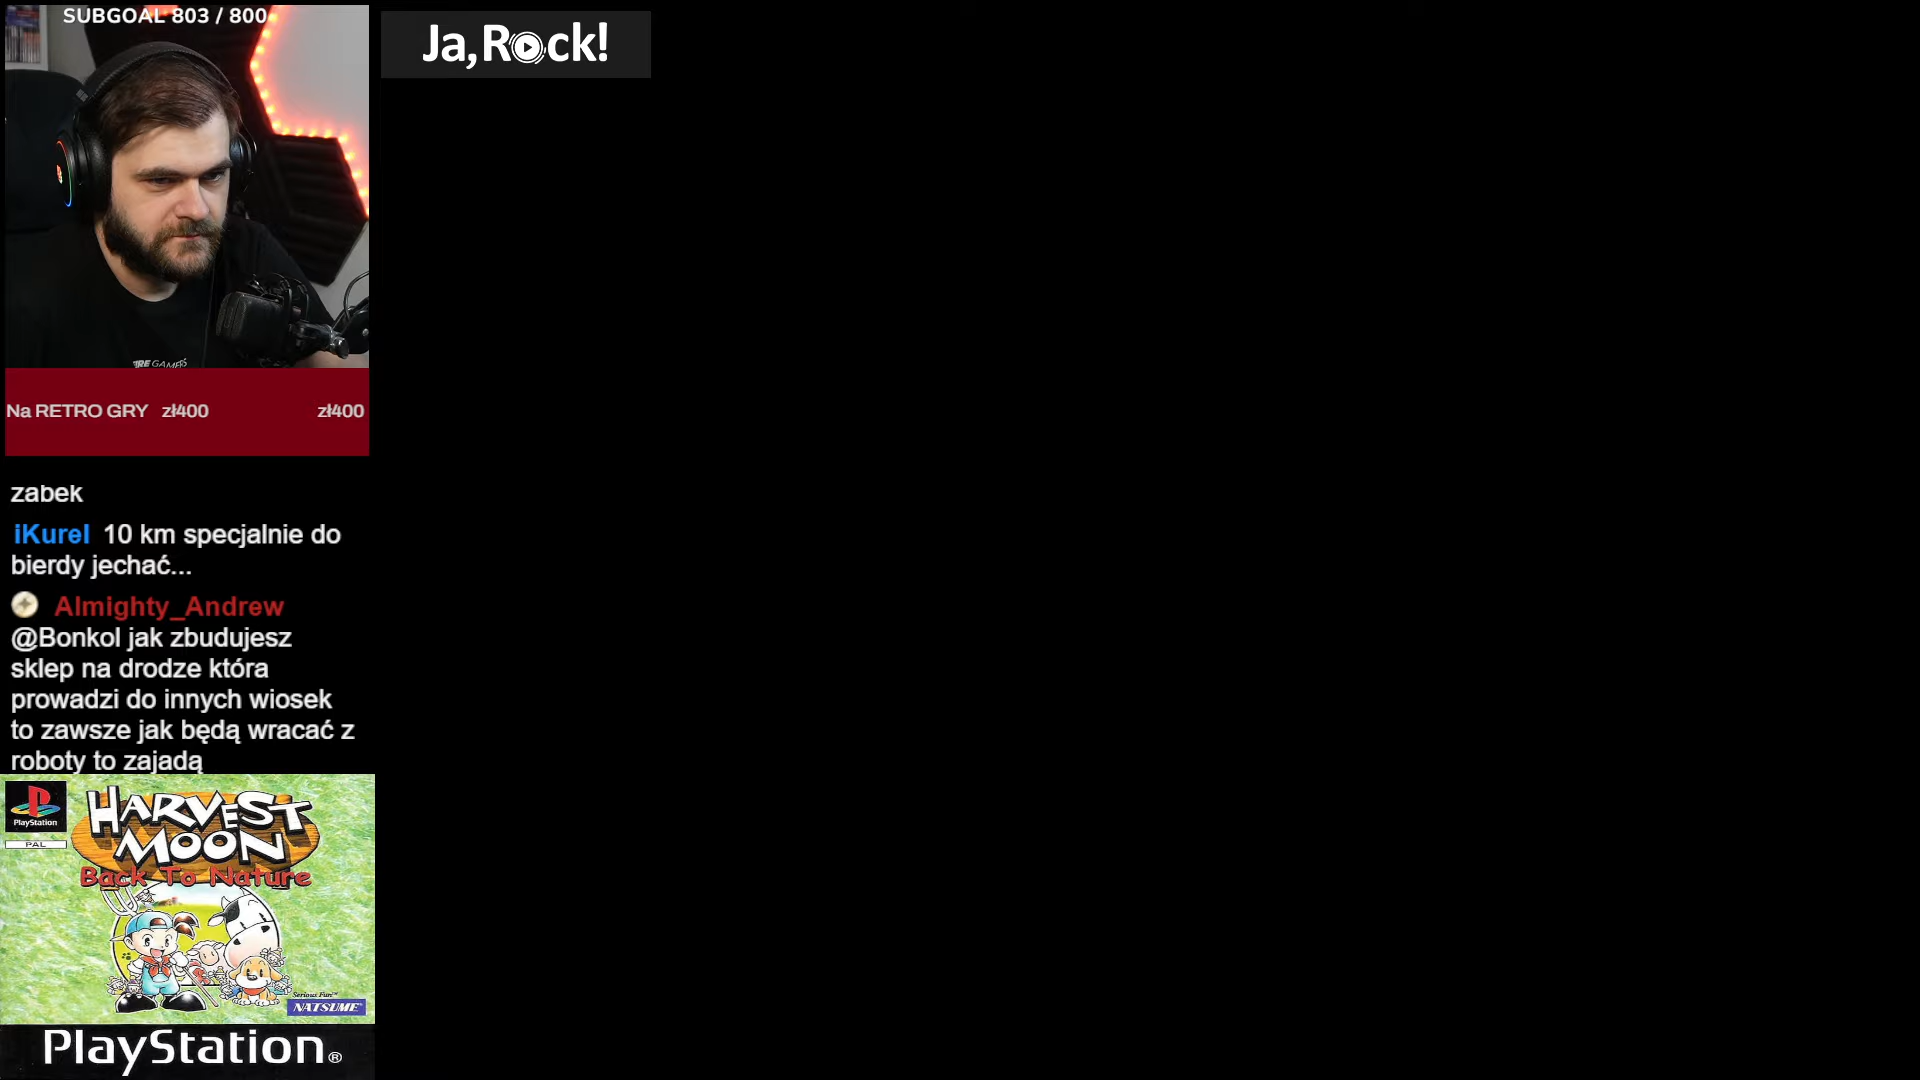 SUBGOAL 803 / 800
Ja,Rock!
Na RETRO GRY zł400 zł400
zabek
iKurel 10 km specjalnie do
bierdy jechać...
Almighty_Andrew
@Bonkol jak zbudujesz
sklep na drodze która
prowadzi do innych wiosek
to zawsze jak będą wracać z
roboty to zajadą
PlayStation
PAL
HARVEST
MOON
Back To Nature
Serious Fun™
NATSUME®
PlayStation®